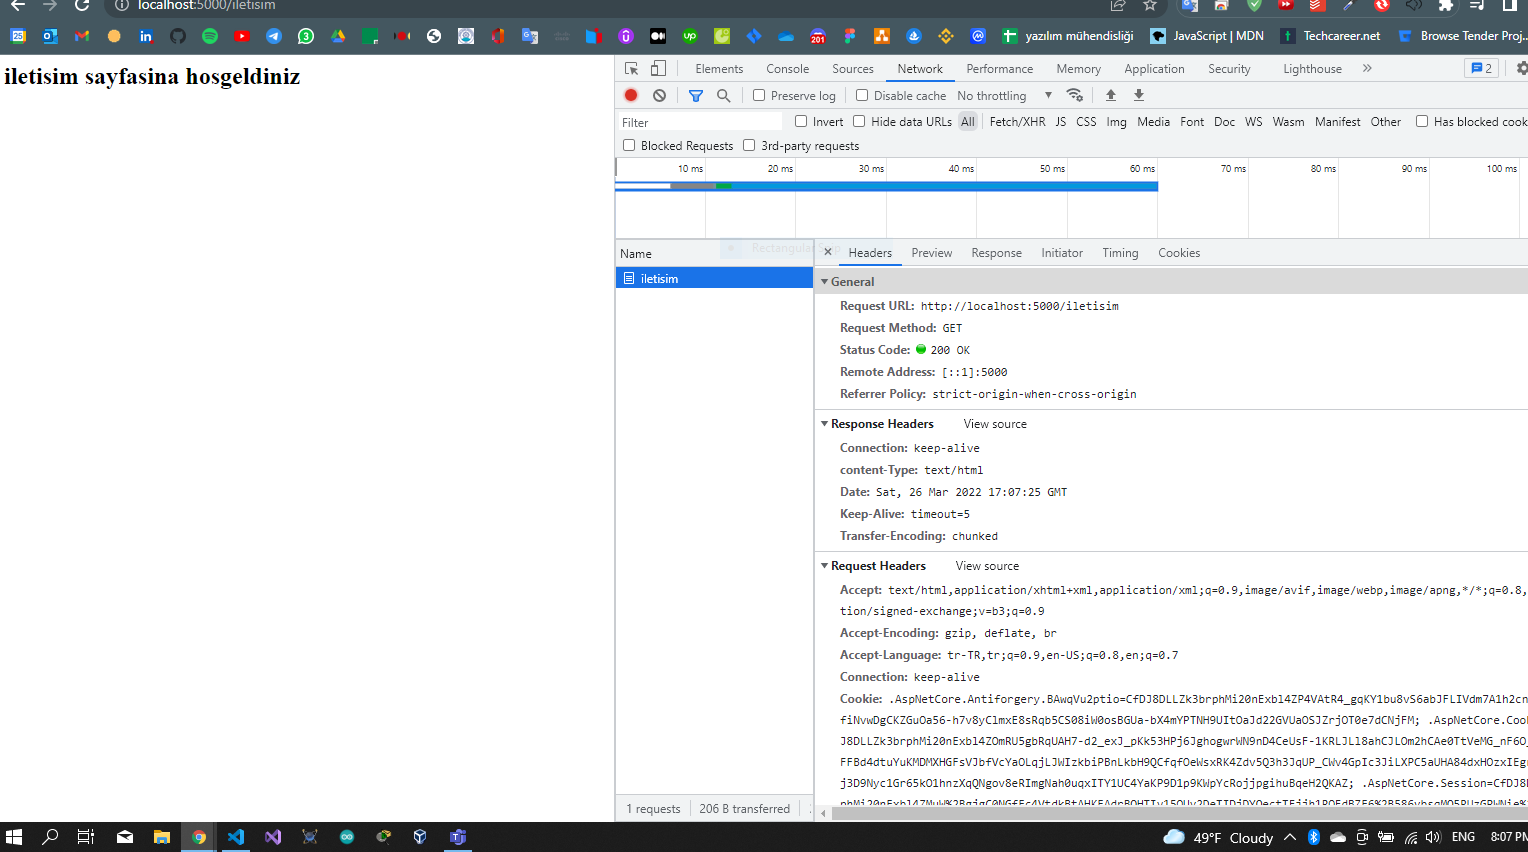 localhost:5000/iletisim
25
3
201
yazılım mühendisliği
JavaScript | MDN
Techcareer.net
Browse Tender Proj...
iletisim sayfasina hosgeldiniz
Elements Console Sources Network Performance Memory Application Security Lighthouse » 2
Preserve log Disable cache No throttling
Filter Invert Hide data URLs All Fetch/XHR JS CSS Img Media Font Doc WS Wasm Manifest Other Has blocked cook
Blocked Requests 3rd-party requests
10 ms 20 ms 30 ms 40 ms 50 ms 60 ms 70 ms 80 ms 90 ms 100 ms
Name
iletisim
Rectangular Snip
× Headers Preview Response Initiator Timing Cookies
General
Request URL: http://localhost:5000/iletisim
Request Method: GET
Status Code: 200 OK
Remote Address: [::1]:5000
Referrer Policy: strict-origin-when-cross-origin
Response Headers View source
Connection: keep-alive
content-Type: text/html
Date: Sat, 26 Mar 2022 17:07:25 GMT
Keep-Alive: timeout=5
Transfer-Encoding: chunked
Request Headers View source
Accept: text/html,application/xhtml+xml,application/xml;q=0.9,image/avif,image/webp,image/apng,*/*;q=0.8,
tion/signed-exchange;v=b3;q=0.9
Accept-Encoding: gzip, deflate, br
Accept-Language: tr-TR,tr;q=0.9,en-US;q=0.8,en;q=0.7
Connection: keep-alive
Cookie: .AspNetCore.Antiforgery.BAwqVu2ptio=CfDJ8DLLZk3brphMi20nExbl4ZP4VAtR4_gqKY1bu8vS6abJFLIVdm7A1h2cn
fiNvwDgCKZGuOa56-h7v8yClmxE8sRqb5CS08iW0osBGUa-bX4mYPTNH9UItOaJd22GVUaOSJZrjOT0e7dCNjFM; .AspNetCore.Coo
J8DLLZk3brphMi20nExbl4ZOmRU5gbRqUAH7-d2_exJ_pKk53HPj6JghogwrWN9nD4CeUsF-1KRLJLl8ahCJLOm2hCAe0TtVeMG_nF6O
FFBd4dtuYuKMDMXHGFsVJbfVcYaOLqjLJWIzkbiPBnLkbH9QCfqfOeWsxRK4Zdv5Q3h3JqUP_CWv4GpIc3JiLXPC5aUHA84dxHOzxIEg
j3D9Nyc1Gr65kO1hnzXqQNgov8eRImgNah0uqxITY1UC4YaKP9D1p9KWpYcRojjpgihuBqeH2QKAZ; .AspNetCore.Session=CfDJ8
1 requests 206 B transferred
49°F Cloudy ENG 8:07 PM